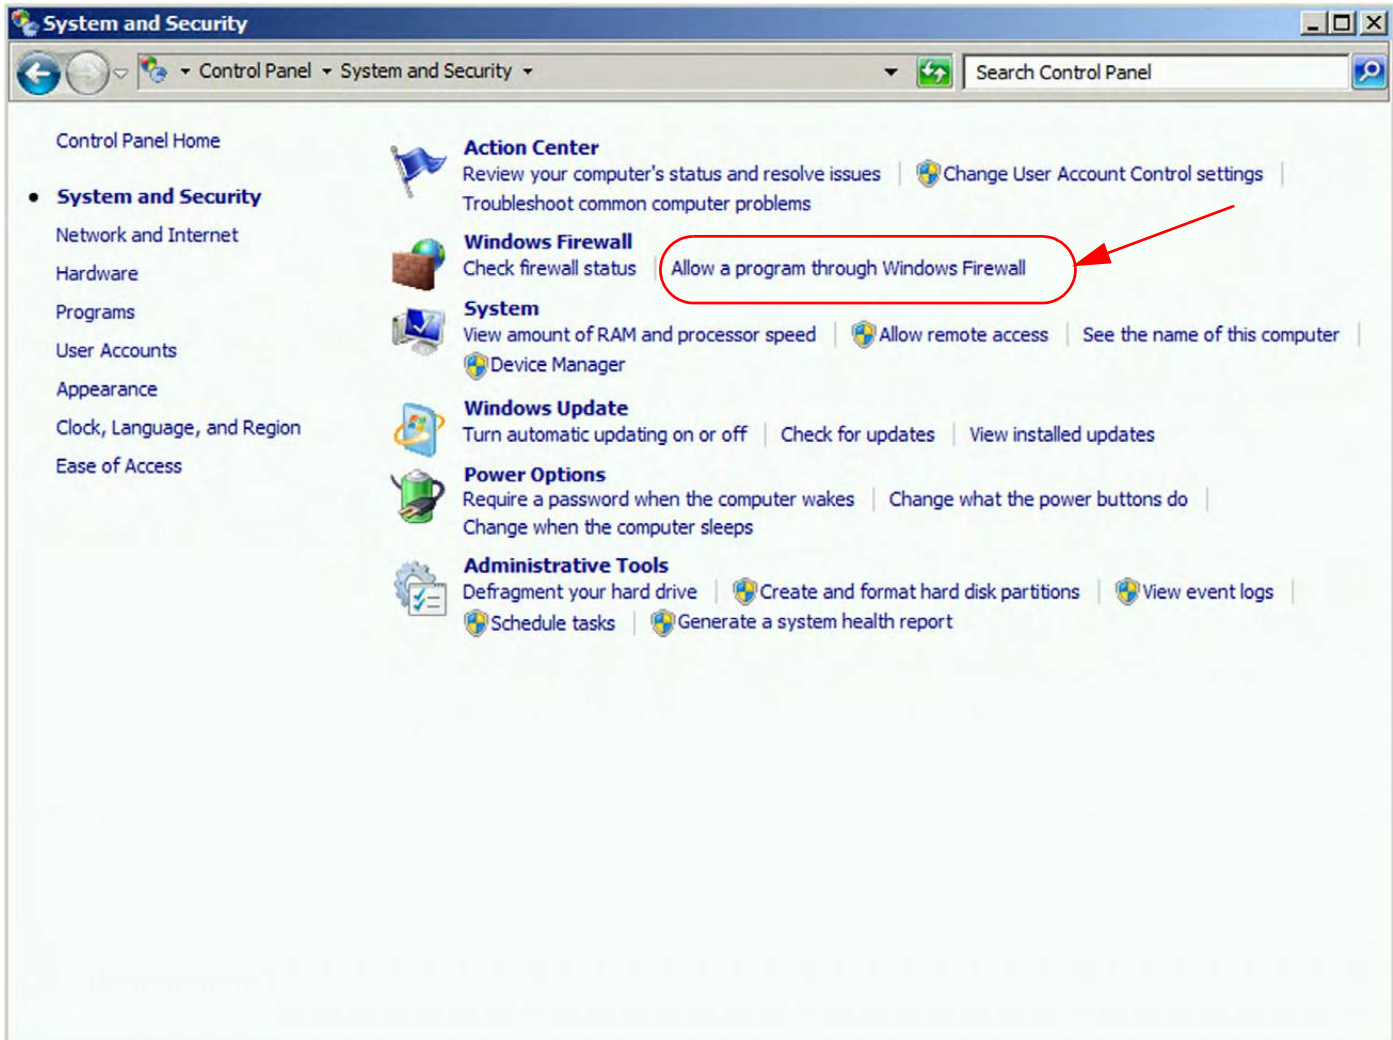 System and Security
Control Panel System and Security
Search Control Panel
Control Panel Home
System and Security
Network and Internet
Hardware
Programs
User Accounts
Appearance
Clock, Language, and Region
Ease of Access
Action Center
Review your computer's status and resolve issues Change User Account Control settings
Troubleshoot common computer problems
Windows Firewall
Check firewall status Allow a program through Windows Firewall
System
View amount of RAM and processor speed Allow remote access See the name of this computer
Device Manager
Windows Update
Turn automatic updating on or off Check for updates View installed updates
Power Options
Require a password when the computer wakes Change what the power buttons do
Change when the computer sleeps
Administrative Tools
Defragment your hard drive Create and format hard disk partitions View event logs
Schedule tasks Generate a system health report